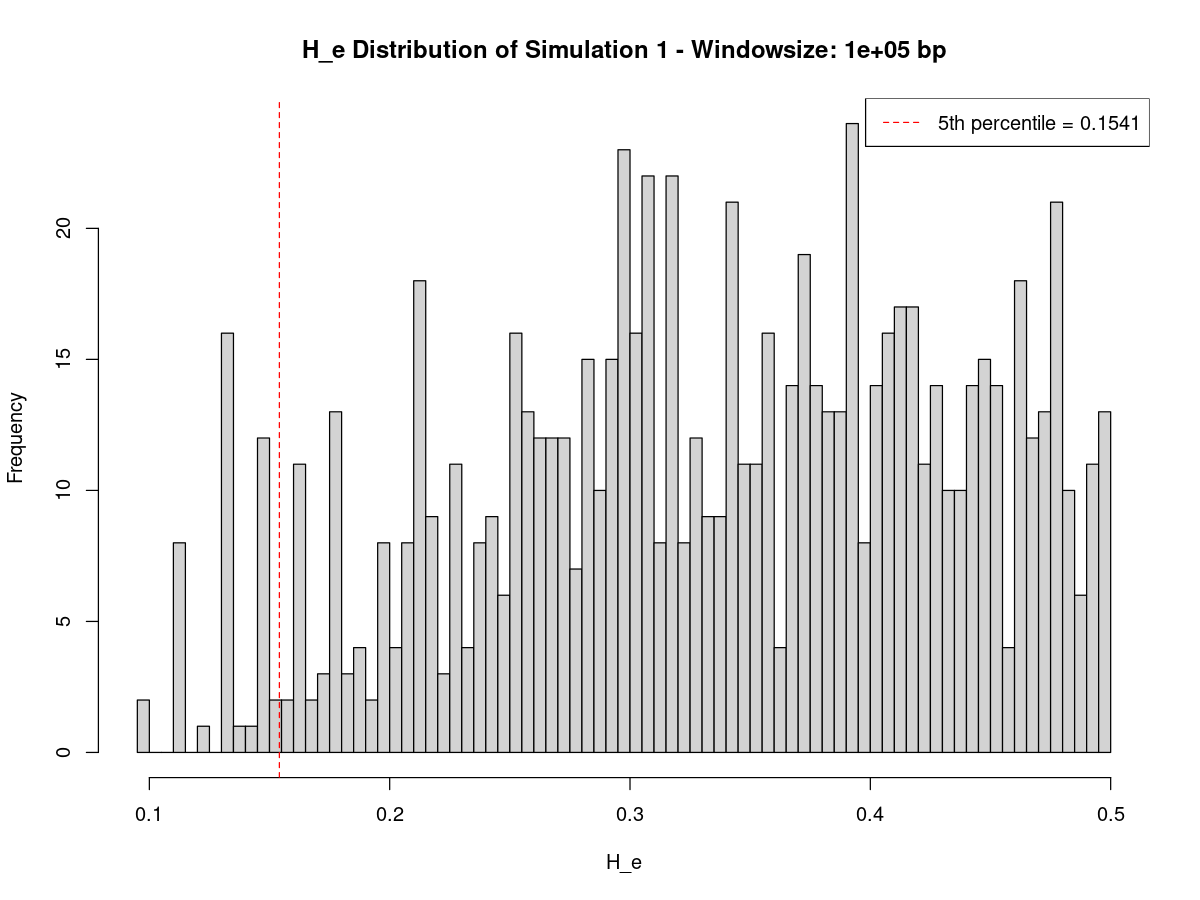 H_e Distribution of Simulation 1 - Windowsize: 1e+05 bp
5th percentile = 0.1541
Frequency
20
15
10
5
0
0.1 0.2 0.3 0.4 0.5
H_e